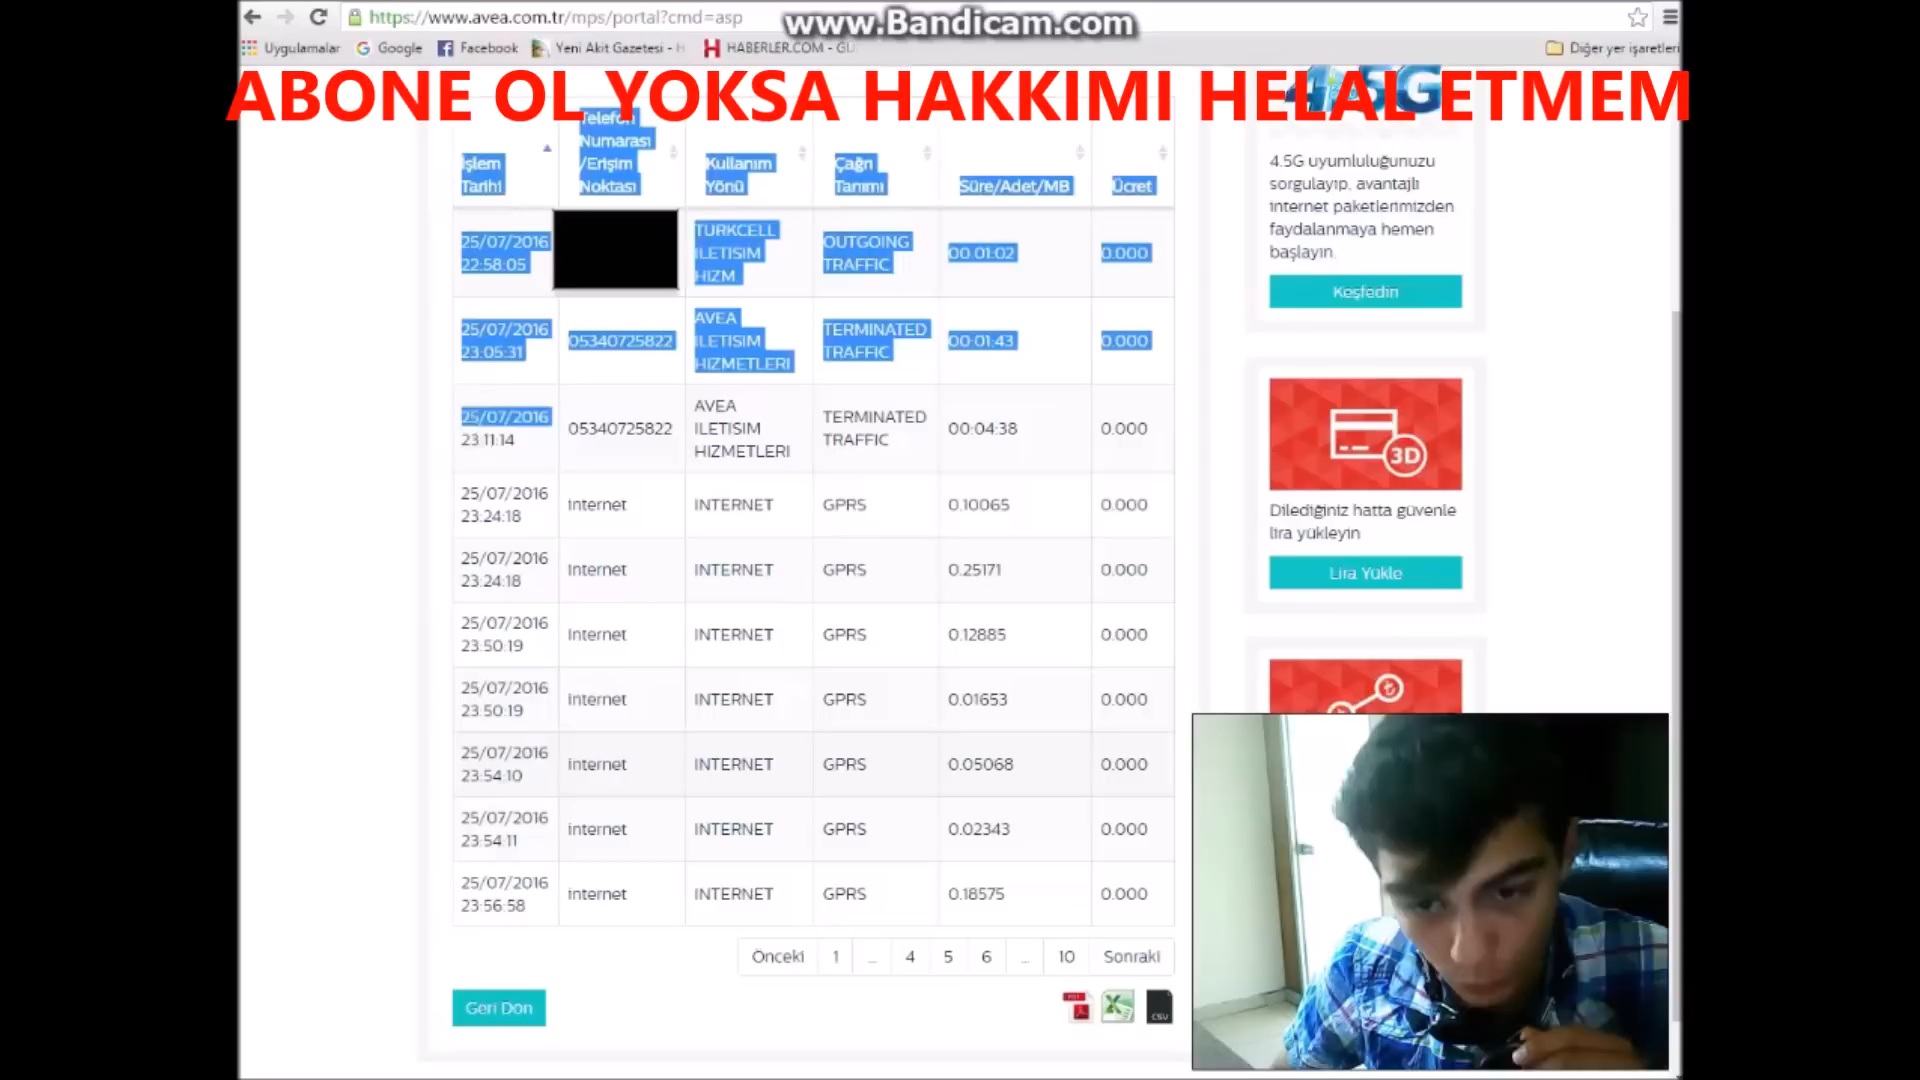 https://www.avea.com.tr/mps/portal?cmd=asp
www.Bandicam.com
Uygulamalar
Google
Facebook
Yeni Akit Gazetesi - H
HABERLER.COM - GU
Diğer yer işaretleri
ABONE OL YOKSA HAKKIMI HELAL ETMEM
4.5G
İşlem
Tarihi
Telefon
Numarası
/Erişim
Noktası
Kullanım
Yönü
Çağrı
Tanımı
Süre/Adet/MB
Ücret
25/07/2016
22:58:05
TURKCELL
ILETISIM
HIZM
OUTGOING
TRAFFIC
00:01:02
0.000
25/07/2016
23:05:31
05340725822
AVEA
ILETISIM
HIZMETLERI
TERMINATED
TRAFFIC
00:01:43
0.000
25/07/2016
23:11:14
05340725822
AVEA
ILETISIM
HIZMETLERI
TERMINATED
TRAFFIC
00:04:38
0.000
25/07/2016
23:24:18
internet
INTERNET
GPRS
0.10065
0.000
25/07/2016
23:24:18
internet
INTERNET
GPRS
0.25171
0.000
25/07/2016
23:50:19
internet
INTERNET
GPRS
0.12885
0.000
25/07/2016
23:50:19
internet
INTERNET
GPRS
0.01653
0.000
25/07/2016
23:54:10
internet
INTERNET
GPRS
0.05068
0.000
25/07/2016
23:54:11
internet
INTERNET
GPRS
0.02343
0.000
25/07/2016
23:56:58
internet
INTERNET
GPRS
0.18575
0.000
Önceki 1 ... 4 5 6 ... 10 Sonraki
Geri Dön
PDF
CSV
4.5G uyumluluğunuzu
sorgulayıp, avantajlı
internet paketlerimizden
faydalanmaya hemen
başlayın.
Keşfedin
3D
Dilediğiniz hatta güvenle
lira yükleyin
Lira Yükle